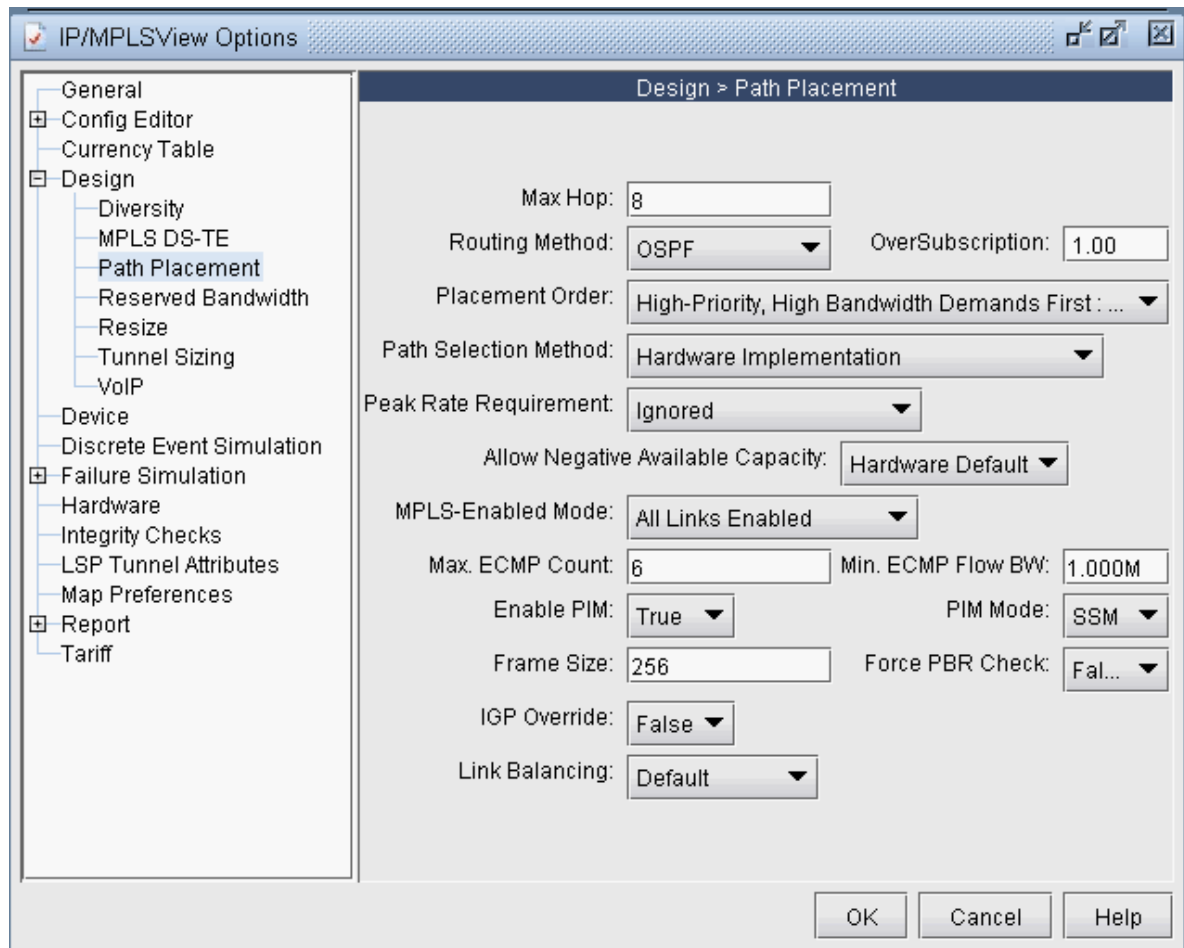 IP/MPLSView Options
General
Config Editor
Currency Table
Design
Diversity
MPLS DS-TE
Path Placement
Reserved Bandwidth
Resize
Tunnel Sizing
VoIP
Device
Discrete Event Simulation
Failure Simulation
Hardware
Integrity Checks
LSP Tunnel Attributes
Map Preferences
Report
Tariff
Design > Path Placement
Max Hop: 8
Routing Method: OSPF OverSubscription: 1.00
Placement Order: High-Priority, High Bandwidth Demands First : ...
Path Selection Method: Hardware Implementation
Peak Rate Requirement: Ignored
Allow Negative Available Capacity: Hardware Default
MPLS-Enabled Mode: All Links Enabled
Max. ECMP Count: 6 Min. ECMP Flow BW: 1.000M
Enable PIM: True PIM Mode: SSM
Frame Size: 256 Force PBR Check: Fal...
IGP Override: False
Link Balancing: Default
OK Cancel Help